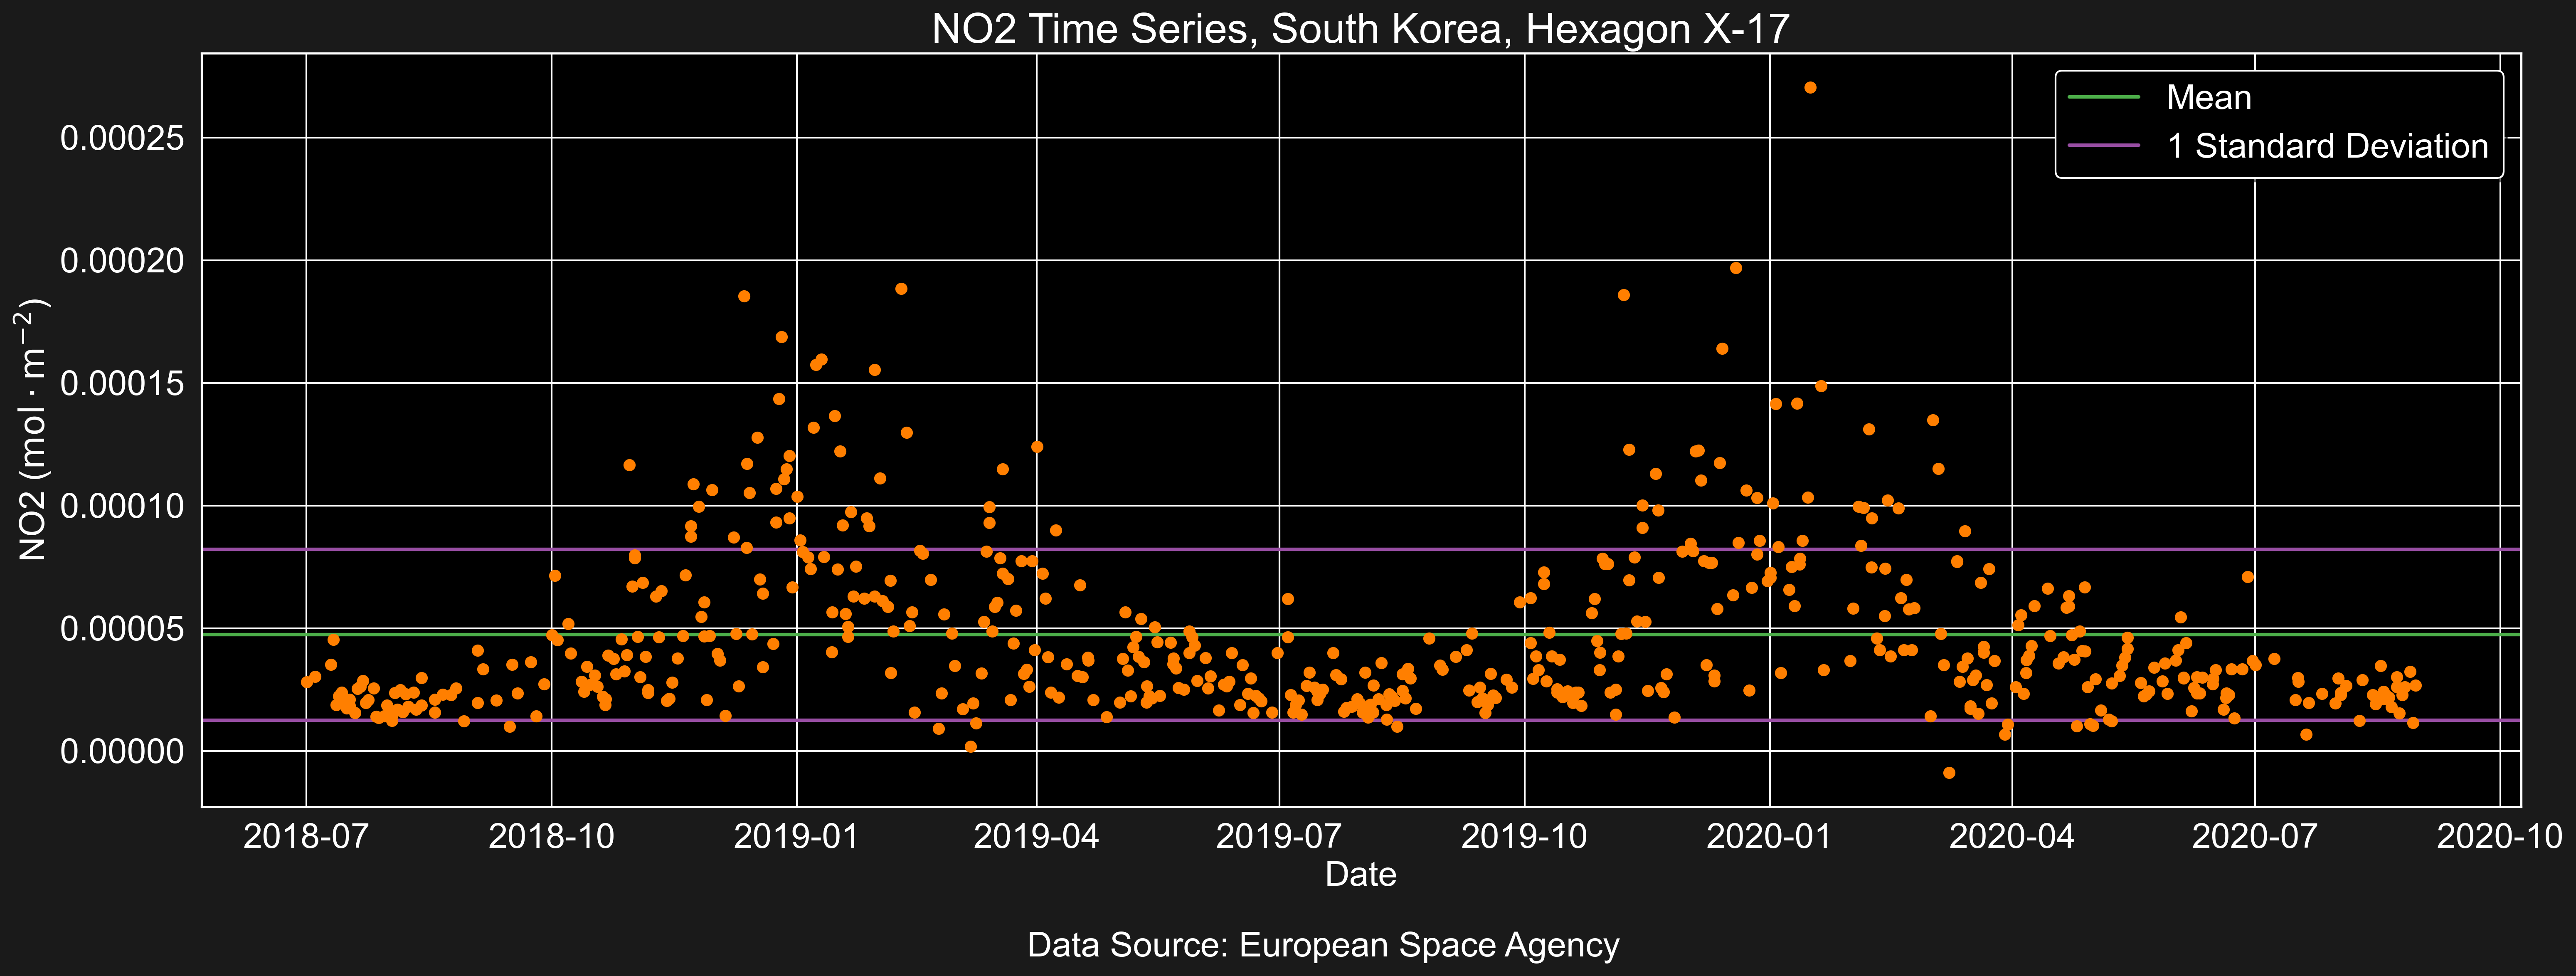 NO2 Time Series, South Korea, Hexagon X-17
Mean
1 Standard Deviation
NO2 (mol · m⁻²)
0.00025
0.00020
0.00015
0.00010
0.00005
0.00000
2018-07 2018-10 2019-01 2019-04 2019-07 2019-10 2020-01 2020-04 2020-07 2020-10
Date
Data Source: European Space Agency